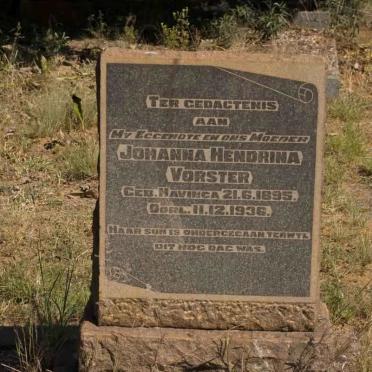 TER GEDAGTENIS
AAN
MY EGGENOTE EN ONS MOEDER
JOHANNA HENDRINA
VORSTER
GEB. HAVINGA 21.6.1895.
OORL. 11.12.1936.
HAAR SON IS ONDERGEGAAN TERWYL
DIT NOG DAG WAS.